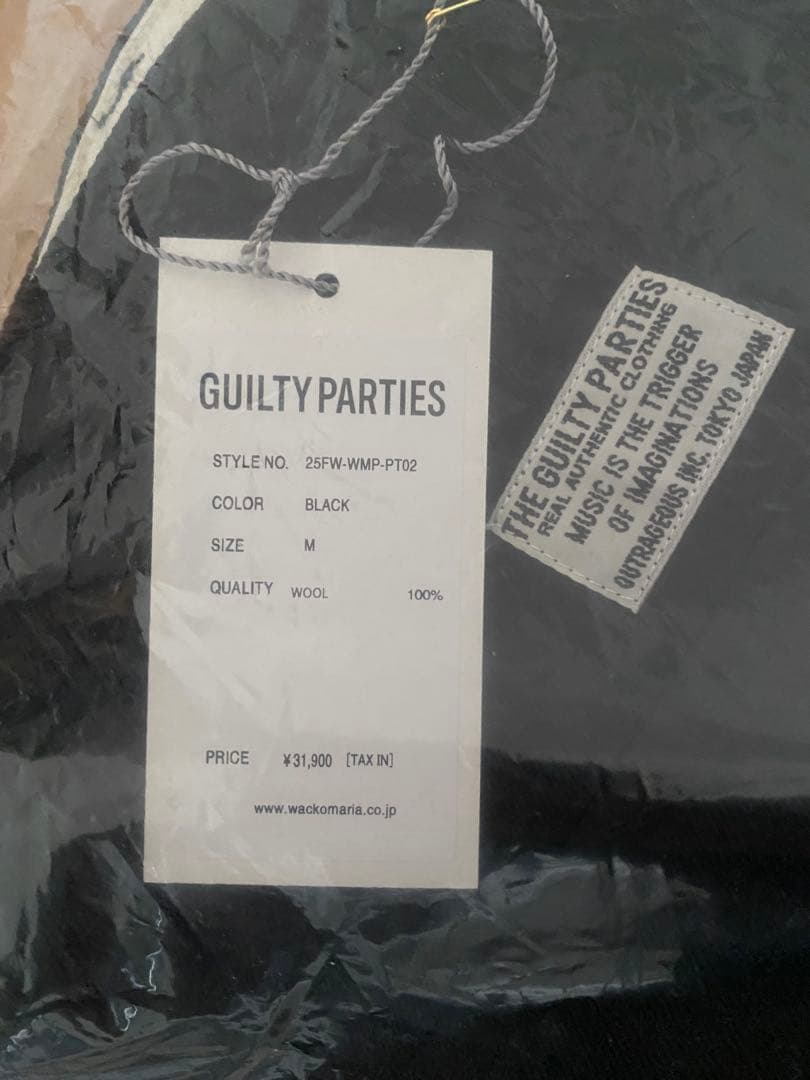 GUILTY PARTIES
STYLE NO. 25FW-WMP-PT02
COLOR BLACK
SIZE M
QUALITY WOOL 100%
PRICE ¥31,900 [TAX IN]
www.wackomaria.co.jp
THE GUILTY PARTIES
REAL AUTHENTIC CLOTHING
MUSIC IS THE TRIGGER
OF IMAGINATIONS
OUTRAGEOUS INC. TOKYO JAPAN